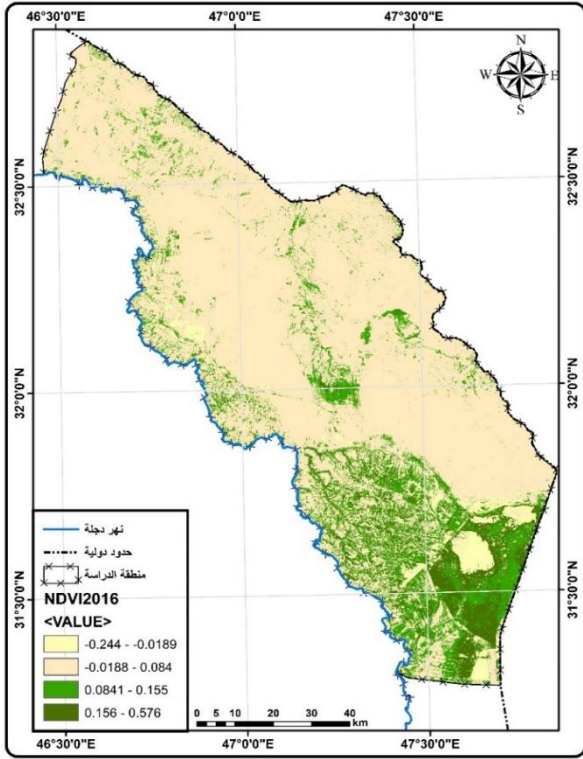 46°30'0"E 47°0'0"E 47°30'0"E
N
W E
S
32°30'0"N 32°30'0"N
32°0'0"N 32°0'0"N
31°30'0"N 31°30'0"N
نهر دجلة
حدود دولية
منطقة الدراسة
NDVI2016
<VALUE>
-0.244 - -0.0189
-0.0188 - 0.084
0.0841 - 0.155
0.156 - 0.576
0 5 10 20 30 40
km
46°30'0"E 47°0'0"E 47°30'0"E